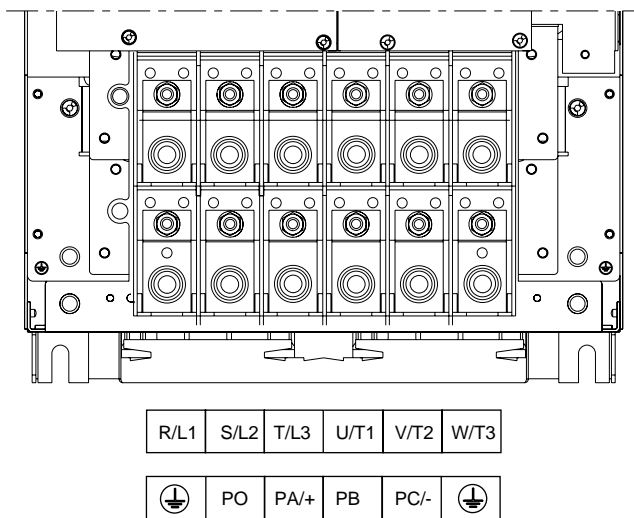 R/L1 S/L2 T/L3 U/T1 V/T2 W/T3
PO PA/+ PB PC/-